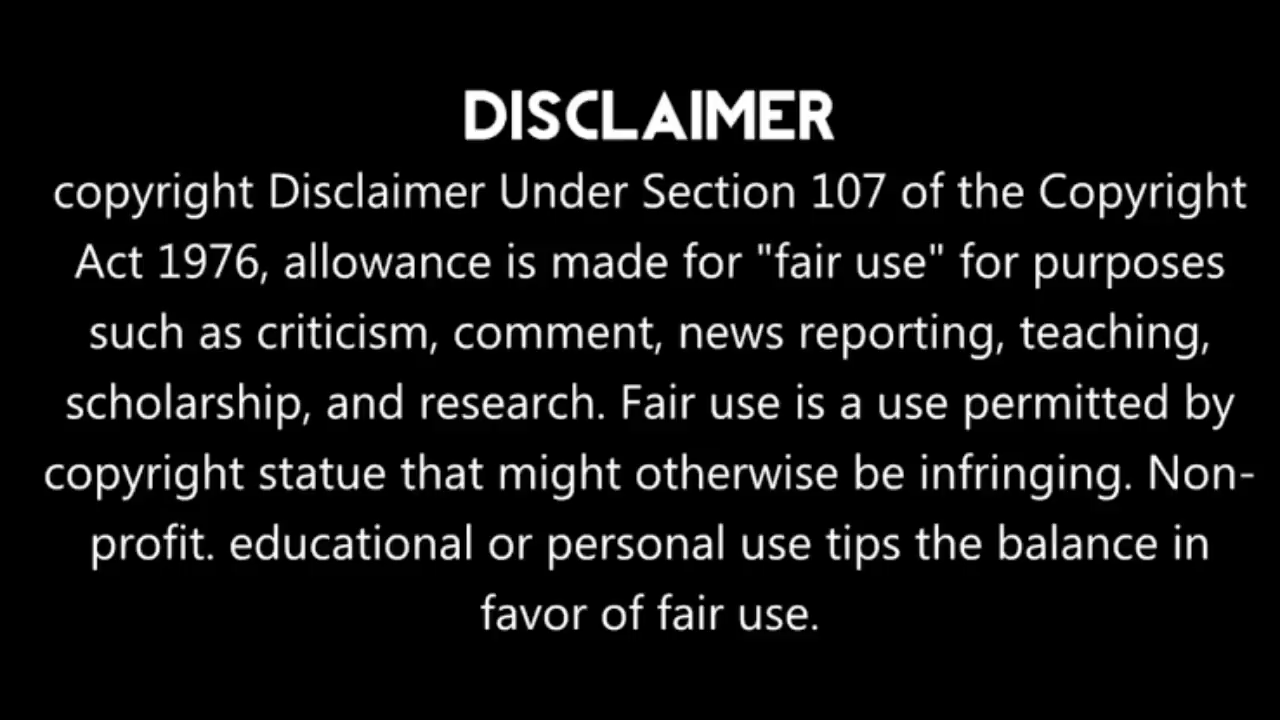 DISCLAIMER
copyright Disclaimer Under Section 107 of the Copyright
Act 1976, allowance is made for "fair use" for purposes
such as criticism, comment, news reporting, teaching,
scholarship, and research. Fair use is a use permitted by
copyright statue that might otherwise be infringing. Non-
profit. educational or personal use tips the balance in
favor of fair use.